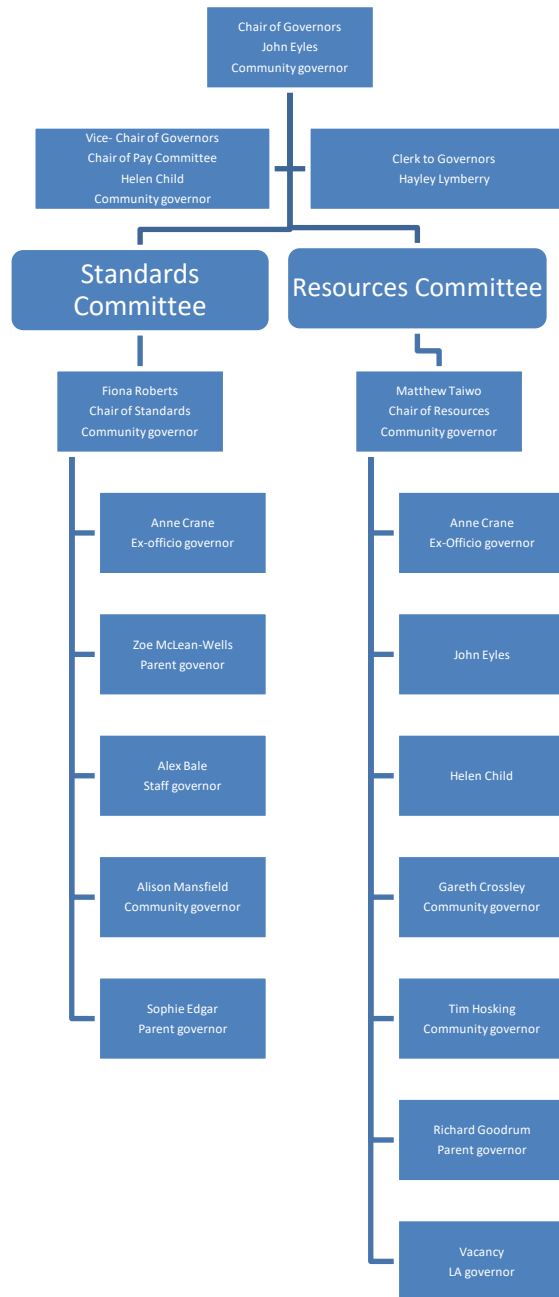 Chair of Governors
John Eyles
Community governor
Vice- Chair of Governors
Chair of Pay Committee
Helen Child
Community governor
Clerk to Governors
Hayley Lymberry
Standards
Committee
Resources Committee
Fiona Roberts
Chair of Standards
Community governor
Anne Crane
Ex-officio governor
Zoe McLean-Wells
Parent govenor
Alex Bale
Staff governor
Alison Mansfield
Community governor
Sophie Edgar
Parent governor
Matthew Taiwo
Chair of Resources
Community governor
Anne Crane
Ex-Officio governor
John Eyles
Helen Child
Gareth Crossley
Community governor
Tim Hosking
Community governor
Richard Goodrum
Parent governor
Vacancy
LA governor